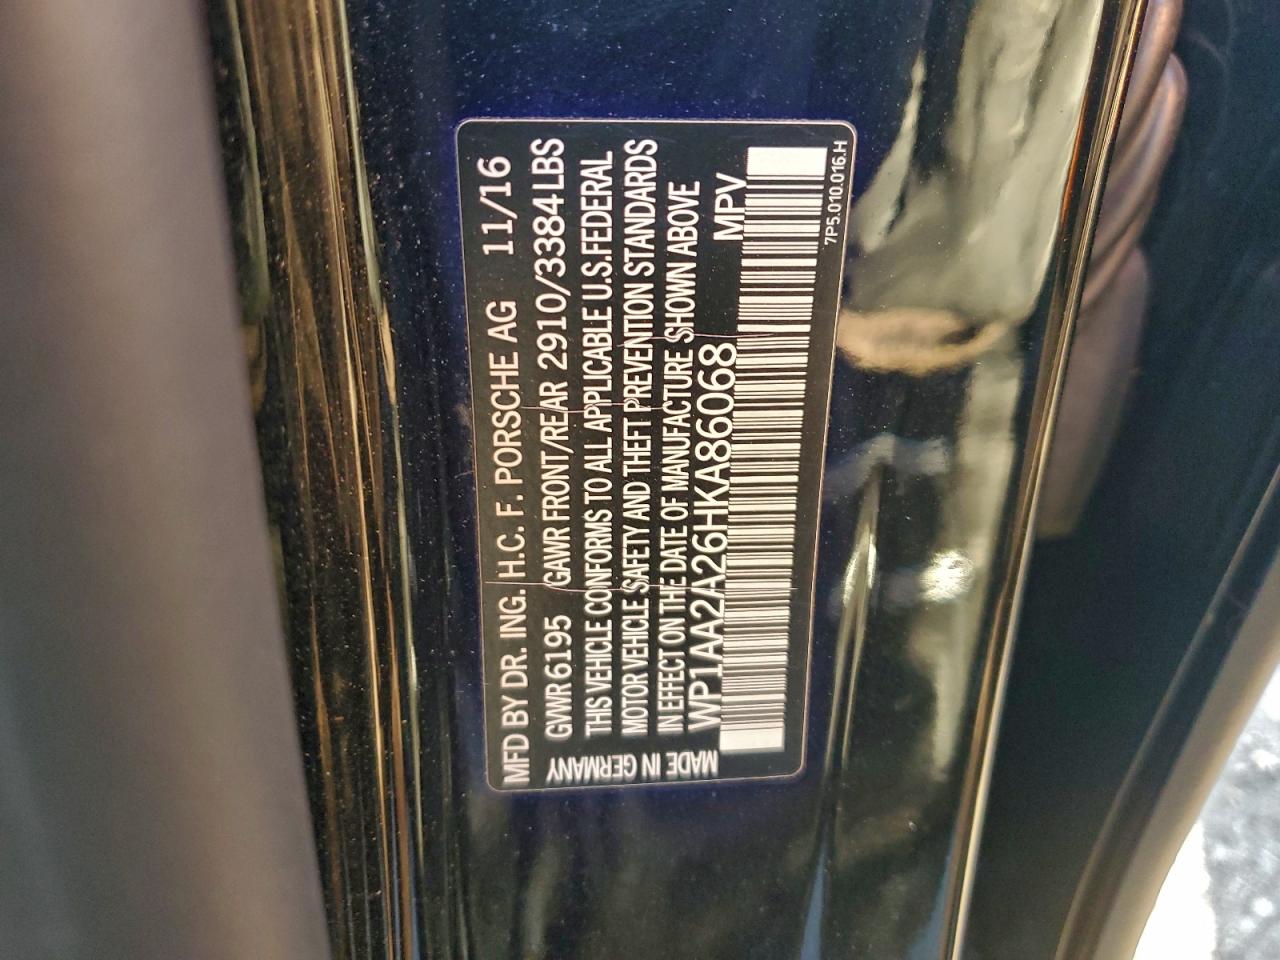 MFD BY DR. ING. H.C. F. PORSCHE AG 11/16
GVWR 6195 GAWR FRONT/REAR 2910/3384 LBS
THIS VEHICLE CONFORMS TO ALL APPLICABLE U.S.FEDERAL
MOTOR VEHICLE SAFETY AND THEFT PREVENTION STANDARDS
IN EFFECT ON THE DATE OF MANUFACTURE SHOWN ABOVE
WP1AA2A26HKA86068 MPV
MADE IN GERMANY
7P5.010.016.H